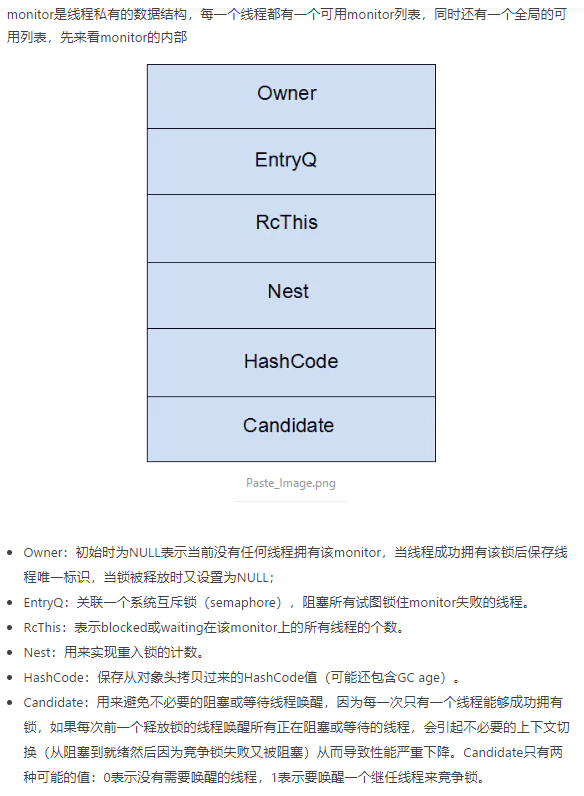 monitor是线程私有的数据结构，每一个线程都有一个可用monitor列表，同时还有一个全局的可
用列表，先来看monitor的内部
Owner
EntryQ
RcThis
Nest
HashCode
Candidate
Paste_Image.png
• Owner：初始时为NULL表示当前没有任何线程拥有该monitor，当线程成功拥有该锁后保存线
程唯一标识，当锁被释放时又设置为NULL；
• EntryQ：关联一个系统互斥锁（semaphore），阻塞所有试图锁住monitor失败的线程。
• RcThis：表示blocked或waiting在该monitor上的所有线程的个数。
• Nest：用来实现重入锁的计数。
• HashCode：保存从对象头拷贝过来的HashCode值（可能还包含GC age）。
• Candidate：用来避免不必要的阻塞或等待线程唤醒，因为每一次只有一个线程能够成功拥有
锁，如果每次前一个释放锁的线程唤醒所有正在阻塞或等待的线程，会引起不必要的上下文切
换（从阻塞到就绪然后因为竞争锁失败又被阻塞）从而导致性能严重下降。Candidate只有两
种可能的值：0表示没有需要唤醒的线程，1表示要唤醒一个继任线程来竞争锁。